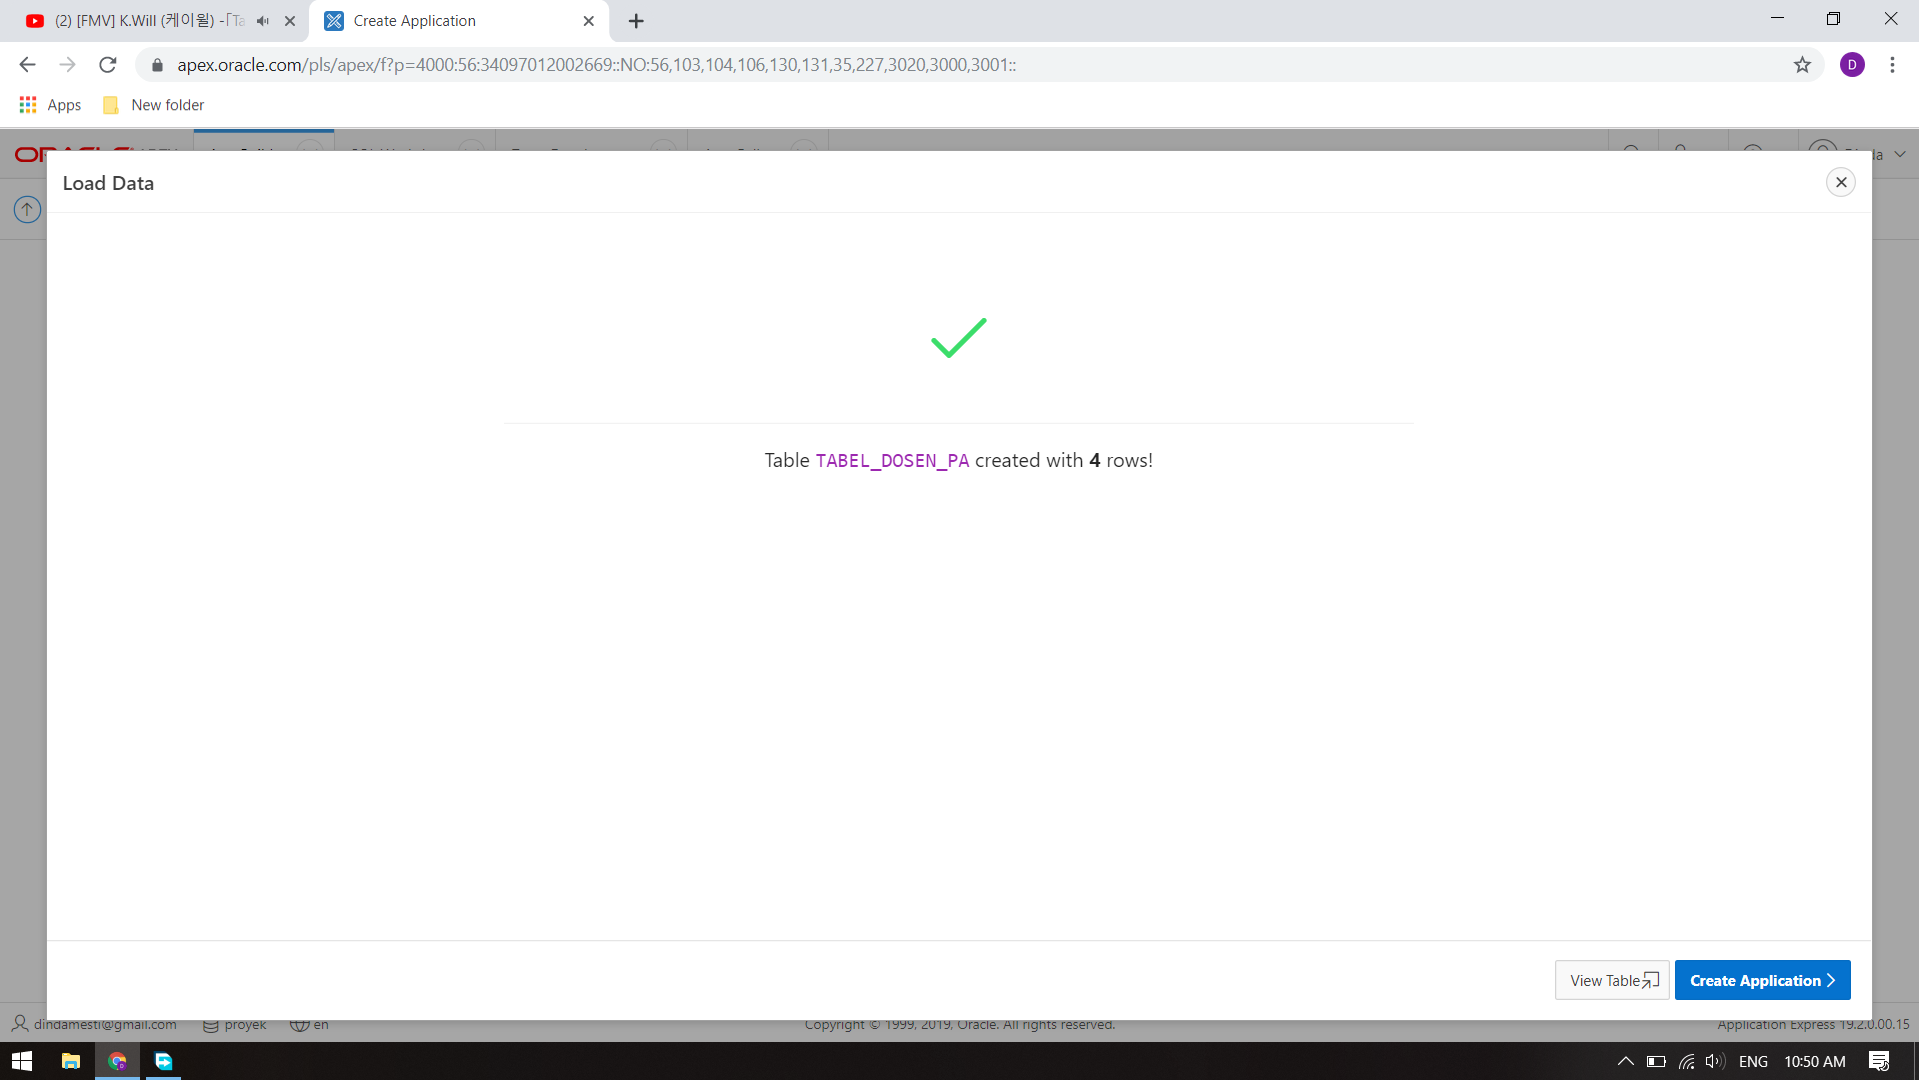 (2) [FMV] K.Will (케이윌) -「Ta
Create Application
apex.oracle.com/pls/apex/f?p=4000:56:34097012002669::NO:56,103,104,106,130,131,35,227,3020,3000,3001::
D
Apps
New folder
Load Data
Table TABEL_DOSEN_PA created with 4 rows!
View Table
Create Application
dindamesti@gmail.com
proyek
en
Copyright © 1999, 2019, Oracle. All rights reserved.
Application Express 19.2.0.00.15
ENG
10:50 AM